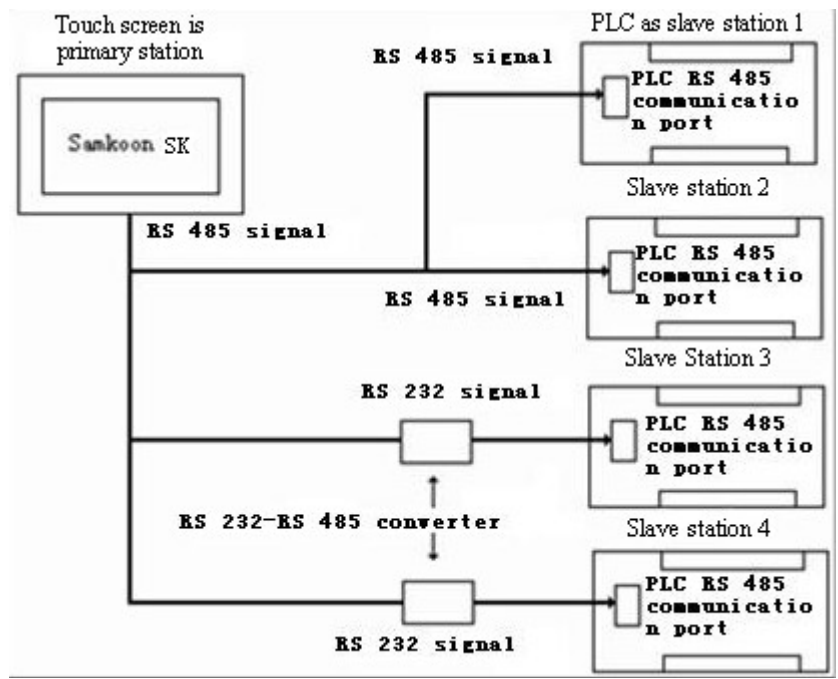 Touch screen is
primary station
Samkoon SK
RS 485 signal
PLC as slave station 1
RS 485 signal
PLC RS 485
communicatio
n port
Slave station 2
PLC RS 485
communicatio
n port
RS 485 signal
Slave Station 3
RS 232 signal
PLC RS 485
communicatio
n port
RS 232-RS 485 converter
Slave station 4
PLC RS 485
communicatio
n port
RS 232 signal